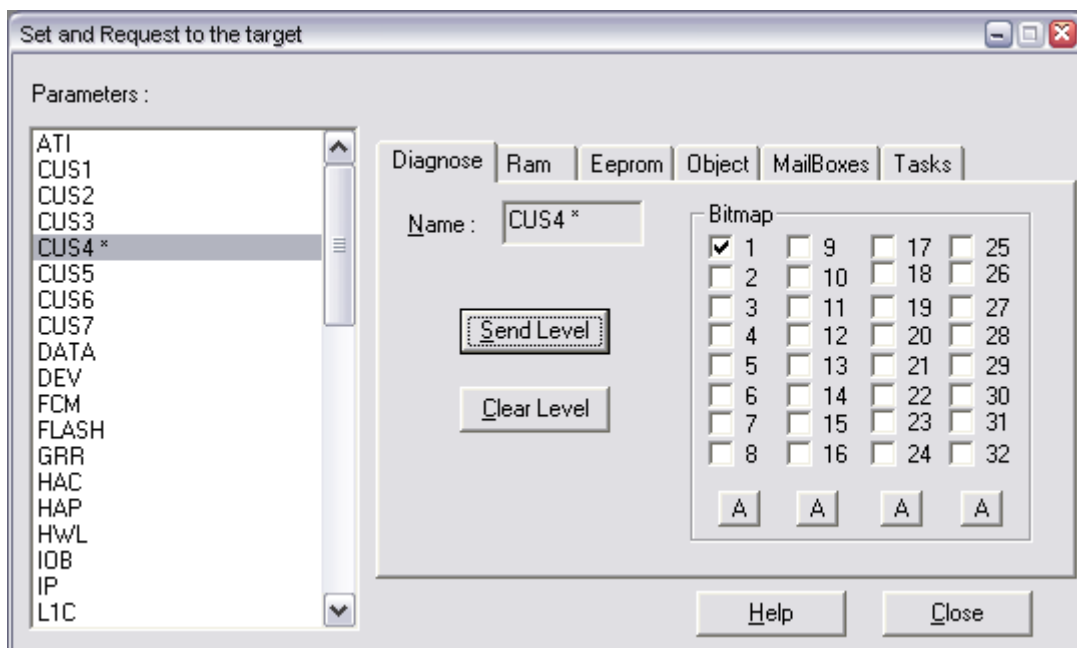 Set and Request to the target
Parameters :
ATI
CUS1
CUS2
CUS3
CUS4 *
CUS5
CUS6
CUS7
DATA
DEV
FCM
FLASH
GRR
HAC
HAP
HWL
IOB
IP
L1C
Diagnose Ram Eeprom Object MailBoxes Tasks
Name : CUS4 *
Send Level
Clear Level
Bitmap
1 9 17 25
2 10 18 26
3 11 19 27
4 12 20 28
5 13 21 29
6 14 22 30
7 15 23 31
8 16 24 32
A A A A
Help Close